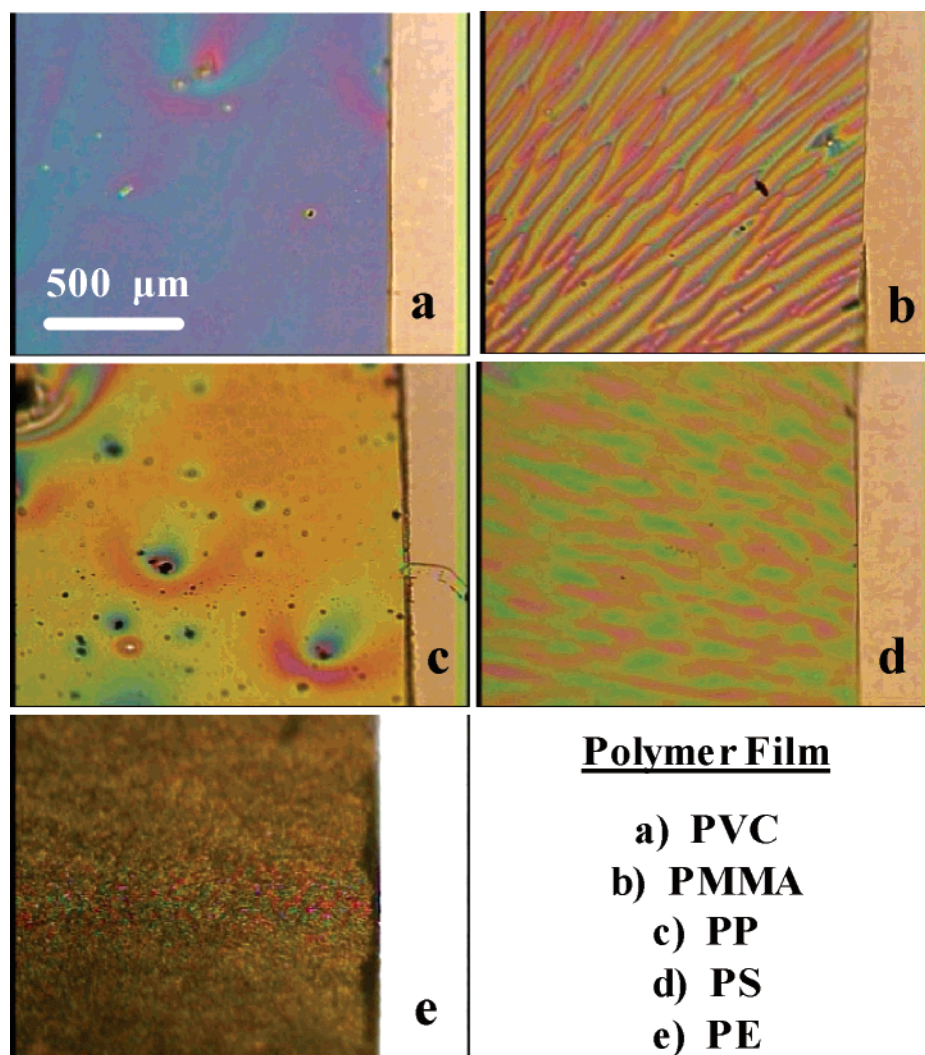 500 µm
a
b
c
d
e
Polymer Film
a) PVC
b) PMMA
c) PP
d) PS
e) PE